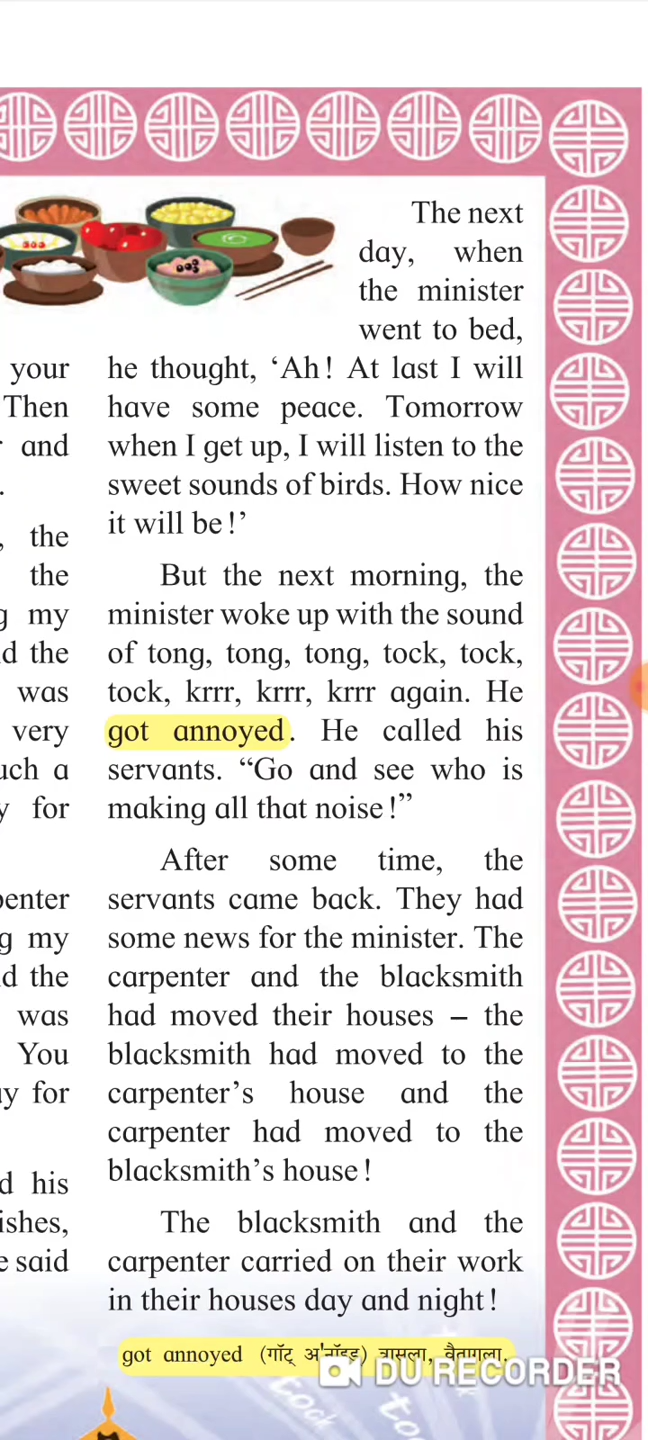 your
Then
and
.
, the
the
my
d the
was
very
uch a
for
penter
g my
d the
was
You
y for
d his
ishes,
e said
The next
day, when
the minister
went to bed,
he thought, ‘Ah! At last I will
have some peace. Tomorrow
when I get up, I will listen to the
sweet sounds of birds. How nice
it will be!’
But the next morning, the
minister woke up with the sound
of tong, tong, tong, tock, tock,
tock, krrr, krrr, krrr again. He
got annoyed. He called his
servants. “Go and see who is
making all that noise!”
After some time, the
servants came back. They had
some news for the minister. The
carpenter and the blacksmith
had moved their houses – the
blacksmith had moved to the
carpenter’s house and the
carpenter had moved to the
blacksmith’s house!
The blacksmith and the
carpenter carried on their work
in their houses day and night!
got annoyed (गॉट् अ'नॉइड) त्रासला, वैतागला.
DU RECORDER
tock